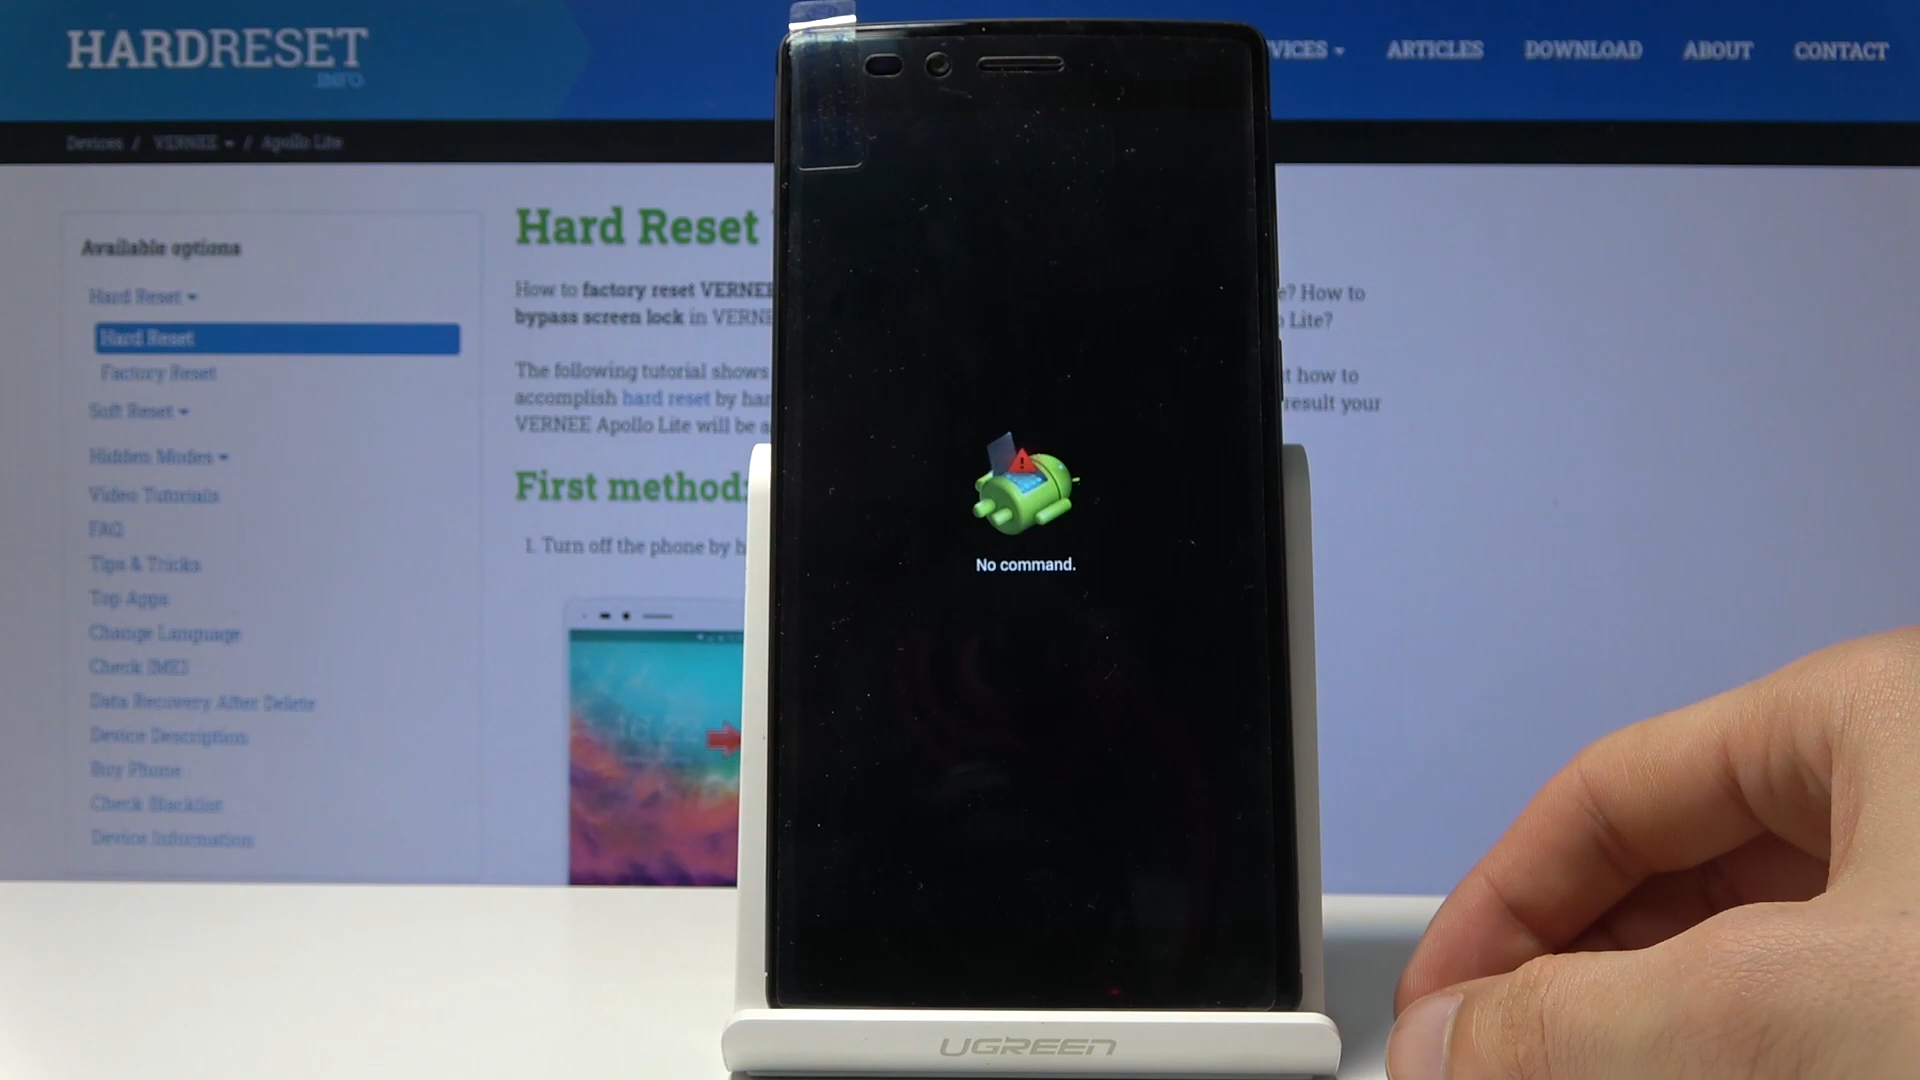 HARDRESET
.INFO
VICES
ARTICLES
DOWNLOAD
ABOUT
CONTACT
Devices / VERNEE / Apollo Lite
Available options
Hard Reset
Hard Reset
Factory Reset
Soft Reset
Hidden Modes
Video Tutorials
FAQ
Tips & Tricks
Top Apps
Change Language
Check IMEI
Data Recovery After Delete
Device Description
Buy Phone
Check Blacklist
Device Information
Hard Reset
How to factory reset VERNEE e? How to
bypass screen lock in VERNE o Lite?
The following tutorial shows t how to
accomplish hard reset by har result your
VERNEE Apollo Lite will be a
First method:
1. Turn off the phone by h
No command.
UGREEN